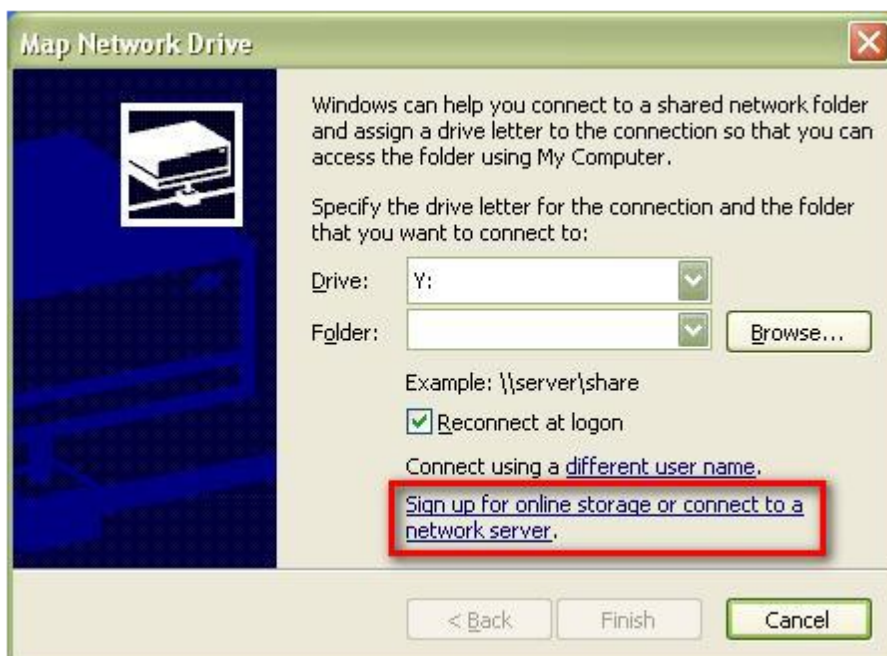 Map Network Drive
Windows can help you connect to a shared network folder
and assign a drive letter to the connection so that you can
access the folder using My Computer.
Specify the drive letter for the connection and the folder
that you want to connect to:
Drive: Y:
Folder: Browse...
Example: \\server\share
Reconnect at logon
Connect using a different user name.
Sign up for online storage or connect to a
network server.
< Back Finish Cancel